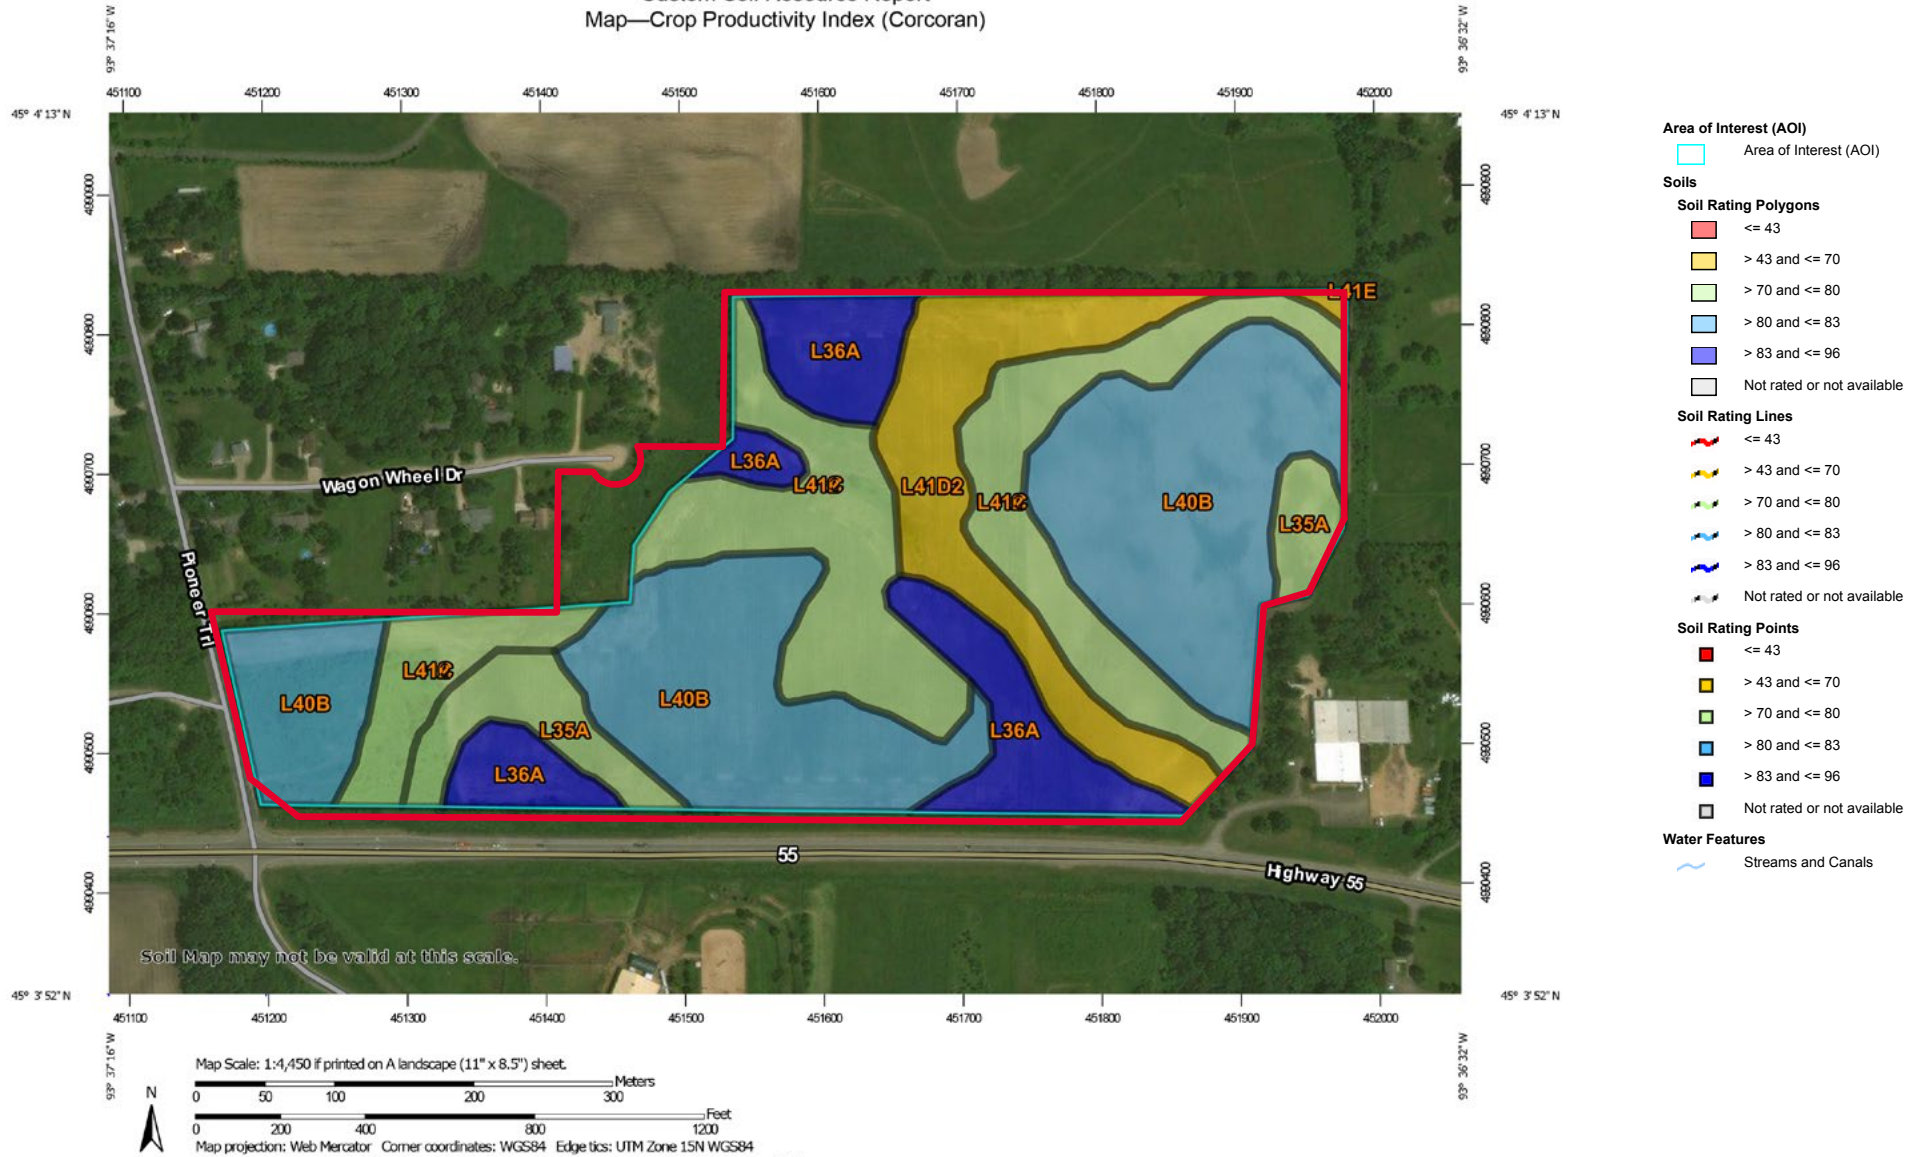 Map—Crop Productivity Index (Corcoran)
93° 37' 16" W
93° 36' 32" W
451100 451200 451300 451400 451500 451600 451700 451800 451900 452000
45° 4' 13" N
45° 4' 13" N
4990900
4990800
4990700
4990600
4990500
4990400
4990900
4990800
4990700
4990600
4990500
4990400
L41E
L36A
L36A
L41C
L41D2
L41C
L40B
L35A
Wagon Wheel Dr
Pioneer Trl
L41C
L40B
L40B
L35A
L36A
L36A
55
Highway 55
Soil Map may not be valid at this scale.
45° 3' 52" N
45° 3' 52" N
451100 451200 451300 451400 451500 451600 451700 451800 451900 452000
93° 37' 16" W
93° 36' 32" W
Map Scale: 1:4,450 if printed on A landscape (11" x 8.5") sheet.
Meters
0 50 100 200 300
Feet
0 200 400 800 1200
N
Map projection: Web Mercator Corner coordinates: WGS84 Edge tics: UTM Zone 15N WGS84
Area of Interest (AOI)
Area of Interest (AOI)
Soils
Soil Rating Polygons
<= 43
> 43 and <= 70
> 70 and <= 80
> 80 and <= 83
> 83 and <= 96
Not rated or not available
Soil Rating Lines
<= 43
> 43 and <= 70
> 70 and <= 80
> 80 and <= 83
> 83 and <= 96
Not rated or not available
Soil Rating Points
<= 43
> 43 and <= 70
> 70 and <= 80
> 80 and <= 83
> 83 and <= 96
Not rated or not available
Water Features
Streams and Canals